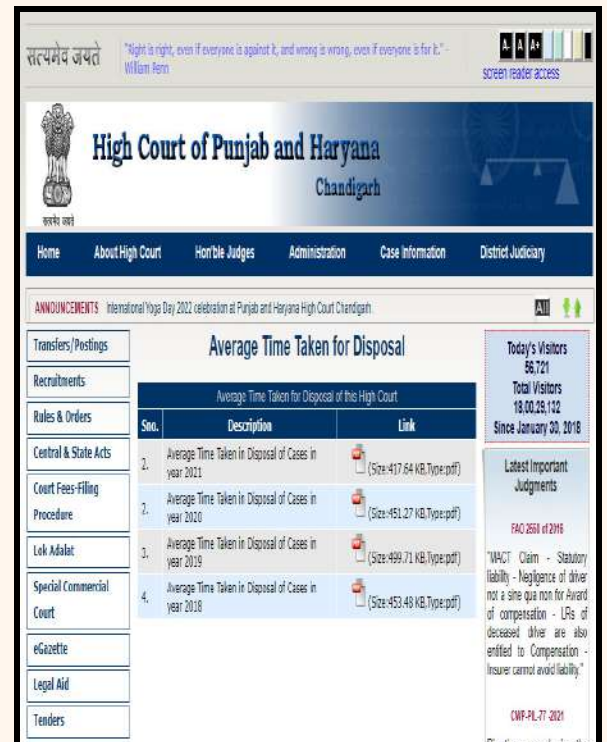 सत्यमेव जयते
"Right is right, even if everyone is against it, and wrong is wrong, even if everyone is for it." -
William Penn
A- A A+
screen reader access
High Court of Punjab and Haryana
Chandigarh
सत्यमेव जयते
Home About High Court Hon'ble Judges Administration Case Information District Judiciary
ANNOUNCEMENTS International Yoga Day 2022 celebration at Punjab and Haryana High Court Chandigarh.
All
Transfers/Postings
Recruitments
Rules & Orders
Central & State Acts
Court Fees-Filing
Procedure
Lok Adalat
Special Commercial
Court
eGazette
Legal Aid
Tenders
Average Time Taken for Disposal
Average Time Taken for Disposal of this High Court
Sno. Description Link
2. Average Time Taken in Disposal of Cases in
year 2021
(Size:417.64 KB,Type:pdf)
2. Average Time Taken in Disposal of Cases in
year 2020
(Size:451.27 KB,Type:pdf)
3. Average Time Taken in Disposal of Cases in
year 2019
(Size:499.71 KB,Type:pdf)
4. Average Time Taken in Disposal of Cases in
year 2018
(Size:453.48 KB,Type:pdf)
Today's Visitors
56,721
Total Visitors
18,00,29,132
Since January 30, 2018
Latest Important
Judgments
FAO 2660 of 2016
"MACT Claim - Statutory
liability - Negligence of driver
not a sine qua non for Award
of compensation - LRs of
deceased driver are also
entitled to Compensation -
Insurer cannot avoid liability."
CWP-PIL-77 -2021